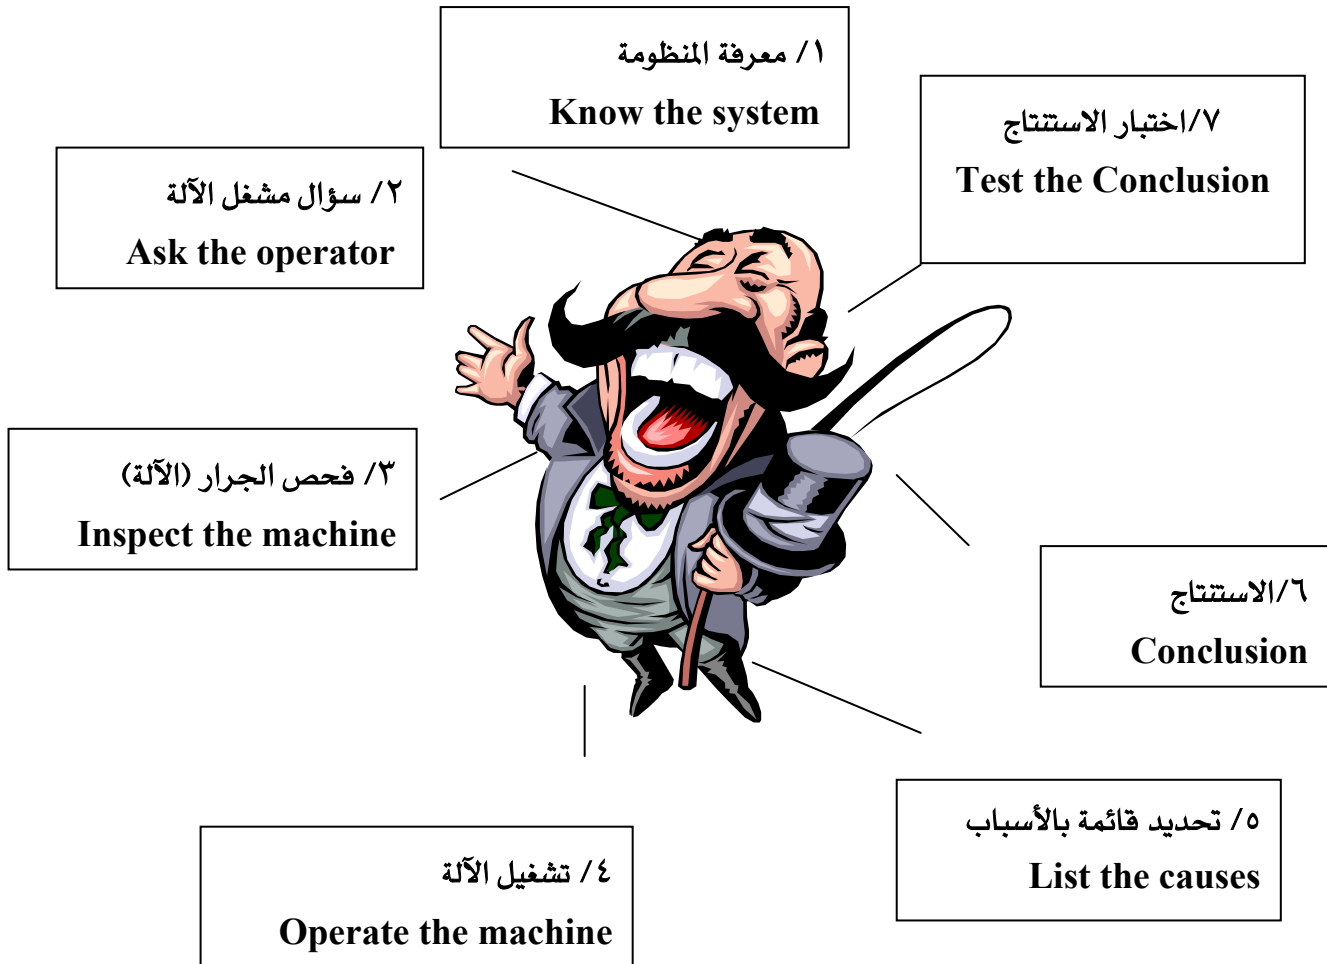 ١/ معرفة المنظومة
Know the system
٢/ سؤال مشغل الآلة
Ask the operator
٣/ فحص الجرار (الآلة)
Inspect the machine
٤/ تشغيل الآلة
Operate the machine
٥/ تحديد قائمة بالأسباب
List the causes
٦/الاستنتاج
Conclusion
٧/اختبار الاستنتاج
Test the Conclusion